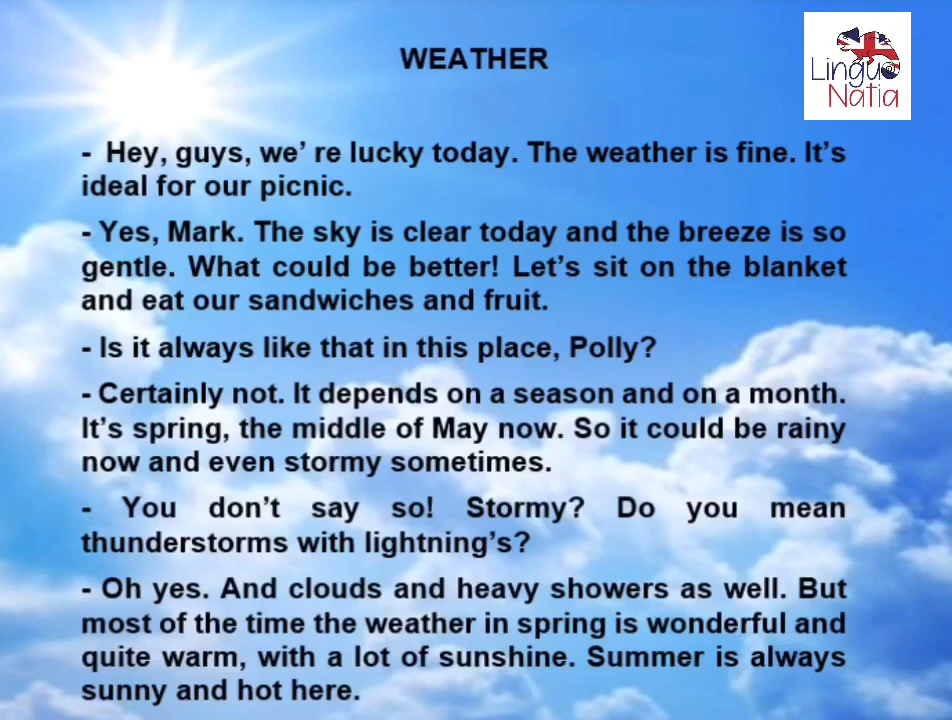 WEATHER
Linguo
Natia
- Hey, guys, we’ re lucky today. The weather is fine. It’s
ideal for our picnic.
- Yes, Mark. The sky is clear today and the breeze is so
gentle. What could be better! Let’s sit on the blanket
and eat our sandwiches and fruit.
- Is it always like that in this place, Polly?
- Certainly not. It depends on a season and on a month.
It’s spring, the middle of May now. So it could be rainy
now and even stormy sometimes.
- You don’t say so! Stormy? Do you mean
thunderstorms with lightning’s?
- Oh yes. And clouds and heavy showers as well. But
most of the time the weather in spring is wonderful and
quite warm, with a lot of sunshine. Summer is always
sunny and hot here.